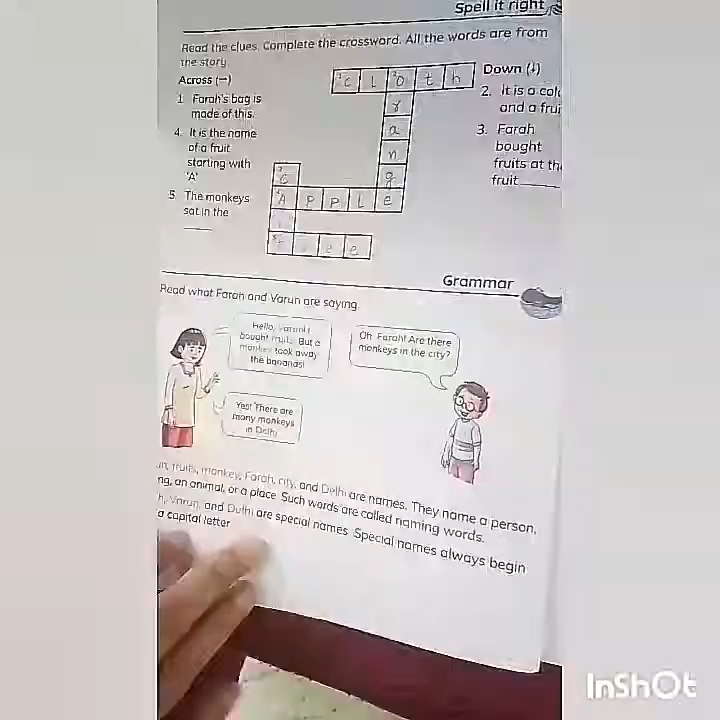 Spell it right
Read the clues. Complete the crossword. All the words are from
the story.
Across (—)
1 Farah's bag is
made of this.
4. It is the name
of a fruit
starting with
'A'
5. The monkeys
sat in the
Down (↓)
2. It is a
and a
3. Farah
bought
fruits at
fruit
1 C l 2 o t h
r
a
n
g
3 C
4 A P P L e
5 t r e e
Grammar
Read what Farah and Varun are saying.
Hello, Varun! I
bought fruits. But a
monkey took away
the bananas!
Oh Farah! Are there
monkeys in the city?
Yes! There are
many monkeys
in Delhi
fruits, monkey, Farah, city, and Delhi are names. They name a person,
an animal, or a place. Such words are called naming words.
Varun, and Delhi are special names. Special names always begin
a capital letter
InShOt